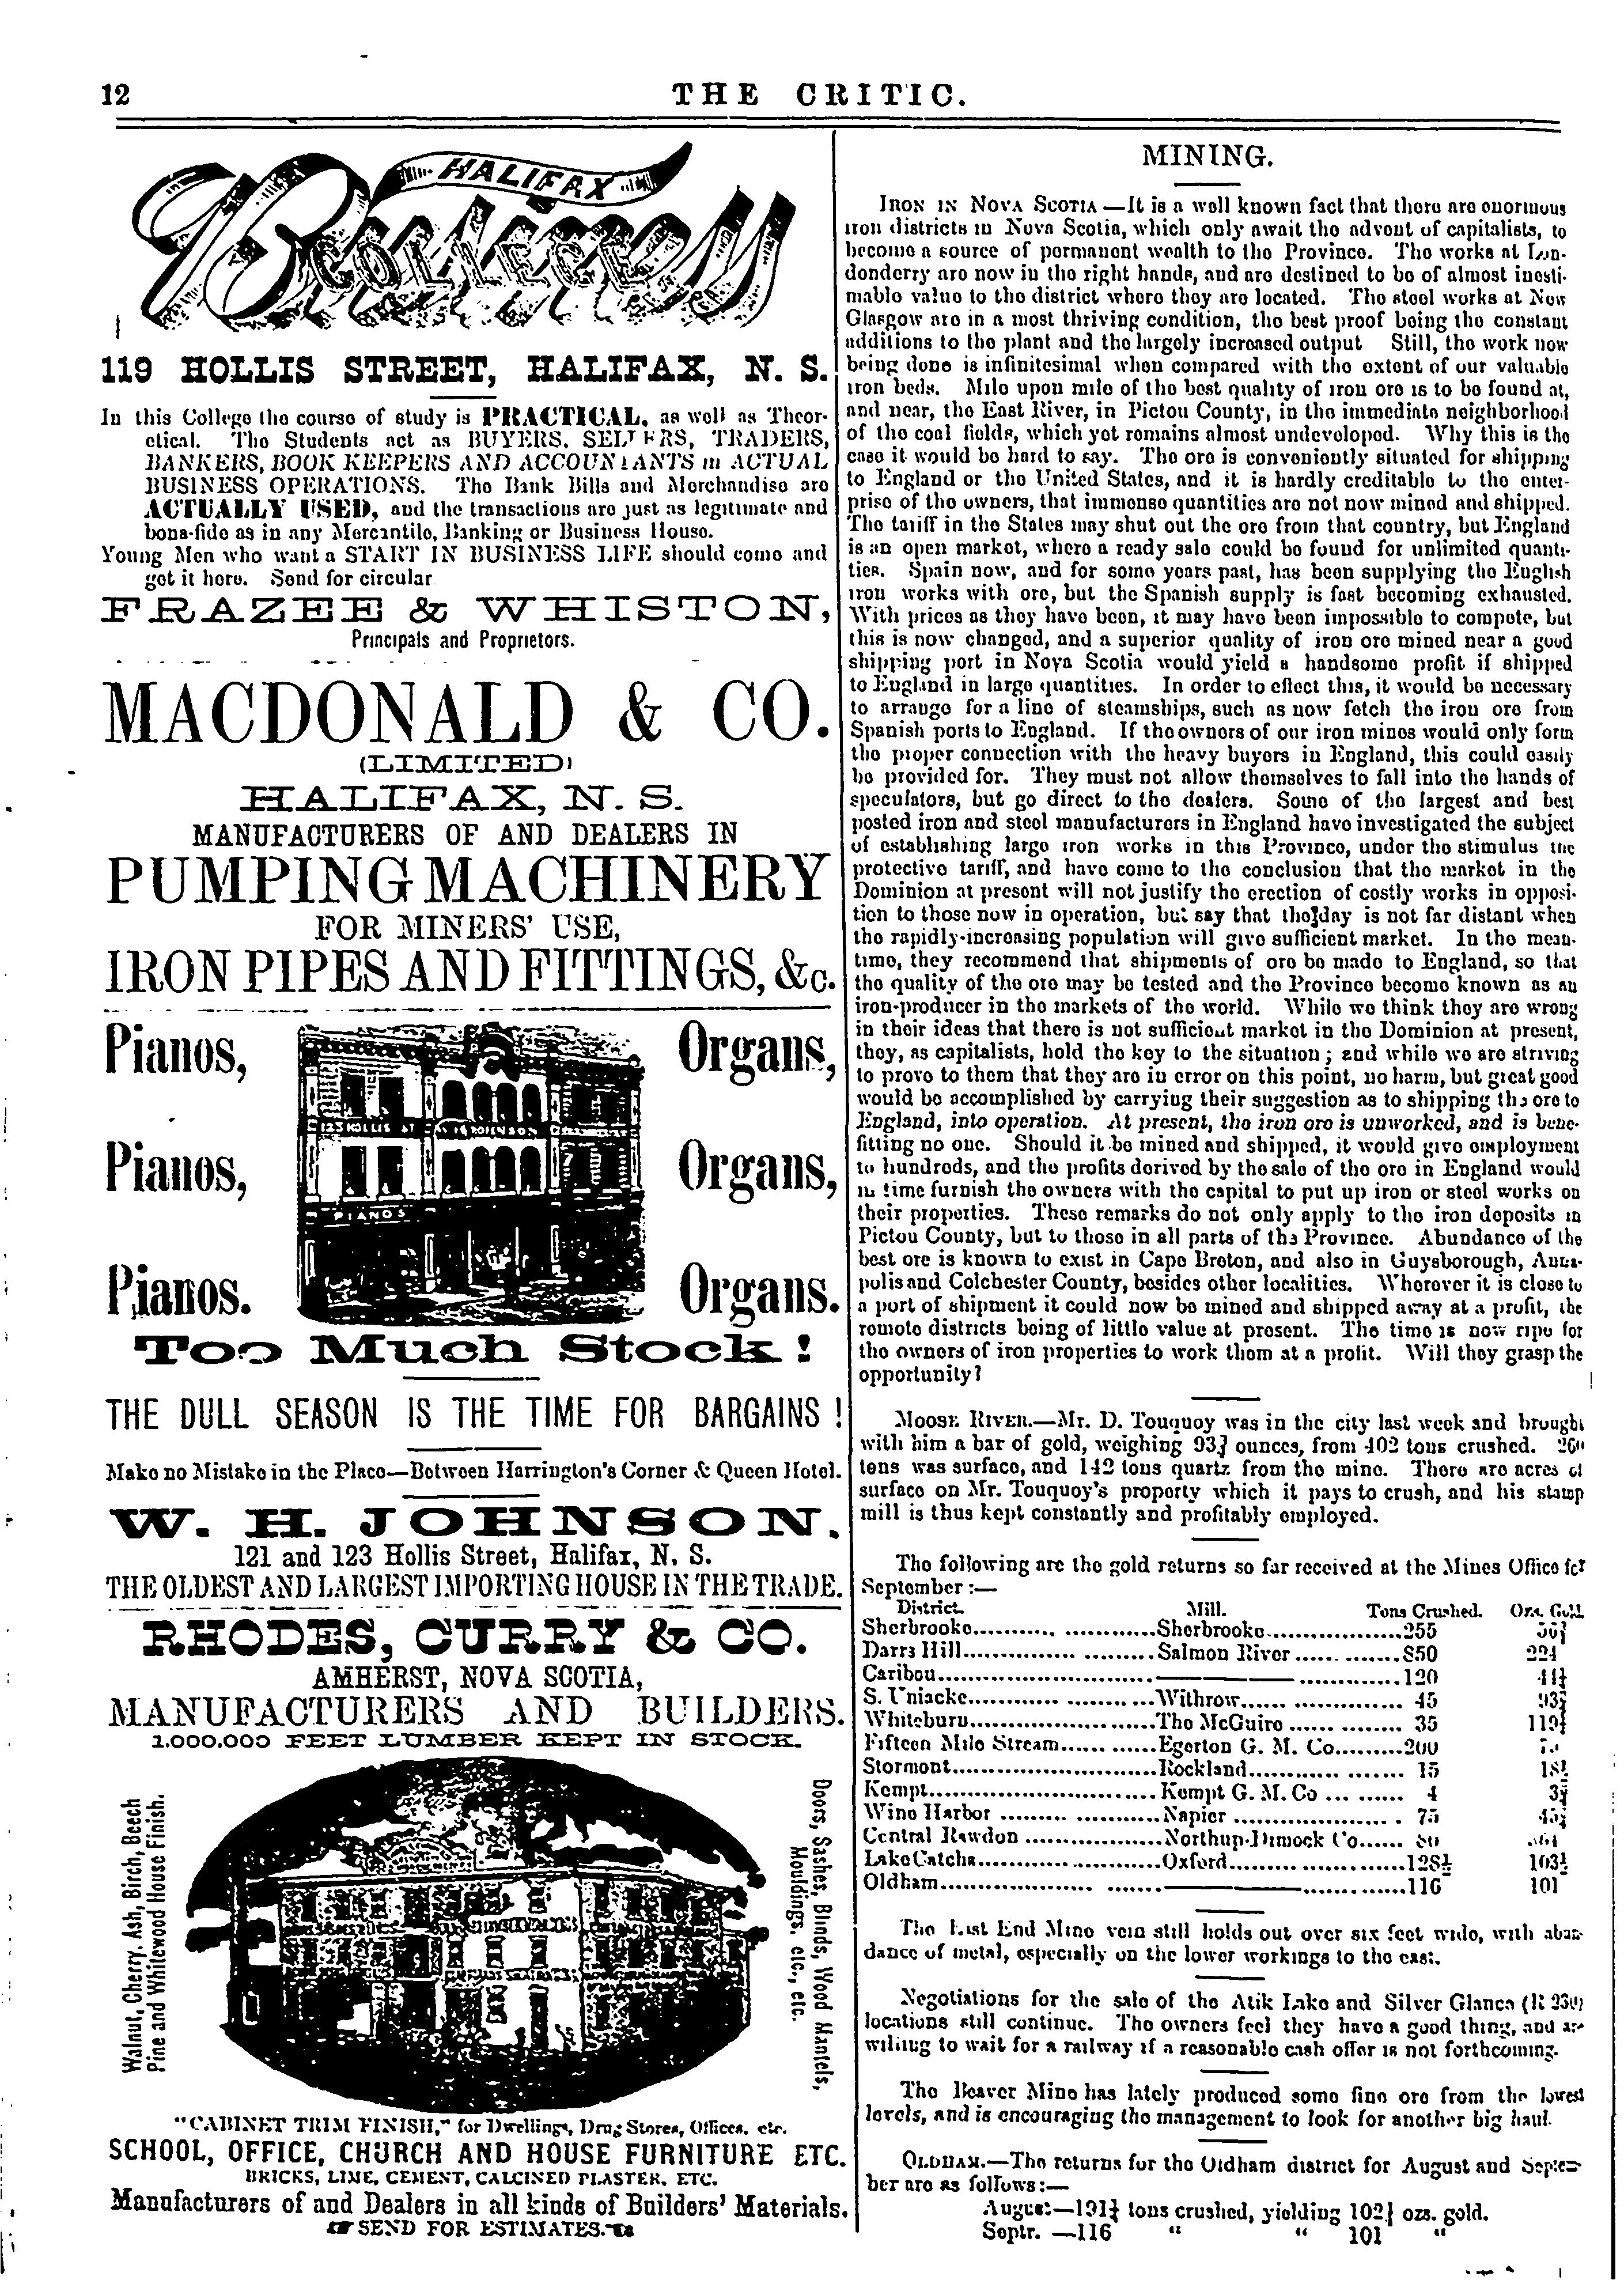 12
THE CRITIC.
HALIFAX
Business
COLLEGE
119 HOLLIS STREET, HALIFAX, N. S.
In this College the course of study is PRACTICAL, as well as Theor-
etical. The Students act as BUYERS, SELLERS, TRADERS,
BANKERS, BOOK KEEPERS AND ACCOUNTANTS in ACTUAL
BUSINESS OPERATIONS. The Bank Bills and Merchandise are
ACTUALLY USED, and the transactions are just as legitimate and
bona-fide as in any Mercantile, Banking or Business House.
Young Men who want a START IN BUSINESS LIFE should come and
get it here. Send for circular
FRAZEE & WHISTON,
Principals and Proprietors.
MACDONALD & CO.
(LIMITED)
HALIFAX, N. S.
MANUFACTURERS OF AND DEALERS IN
PUMPING MACHINERY
FOR MINERS' USE,
IRON PIPES AND FITTINGS, &c.
Pianos, Organs,
123 HOLLIS ST W H JOHNSON
Pianos, Organs,
PIANOS
Pianos. Organs.
Too Much Stock!
THE DULL SEASON IS THE TIME FOR BARGAINS!
Make no Mistake in the Place—Between Harrington's Corner & Queen Hotel.
W. H. JOHNSON,
121 and 123 Hollis Street, Halifax, N. S.
THE OLDEST AND LARGEST IMPORTING HOUSE IN THE TRADE.
RHODES, CURRY & CO.
AMHERST, NOVA SCOTIA,
MANUFACTURERS AND BUILDERS.
1,000,000 FEET LUMBER KEPT IN STOCK.
Walnut, Cherry, Ash, Birch, Beech
Pine and Whitewood House Finish.
Doors, Sashes, Blinds, Wood Mantels,
Mouldings, etc., etc.
"CABINET TRIM FINISH," for Dwellings, Drug Stores, Offices, etc.
SCHOOL, OFFICE, CHURCH AND HOUSE FURNITURE ETC.
BRICKS, LIME, CEMENT, CALCINED PLASTER, ETC.
Manufacturers of and Dealers in all kinds of Builders' Materials.
SEND FOR ESTIMATES.
MINING.
IRON IN NOVA SCOTIA—It is a well known fact that there are enormous
iron districts in Nova Scotia, which only await the advent of capitalists, to
become a source of permanent wealth to the Province. The works at Lon-
donderry are now in the right hands, and are destined to be of almost inesti-
mable value to the district where they are located. The steel works at New
Glasgow are in a most thriving condition, the best proof being the constant
additions to the plant and the largely increased output Still, the work now
being done is infinitesimal when compared with the extent of our valuable
iron beds. Mile upon mile of the best quality of iron ore is to be found at,
and near, the East River, in Pictou County, in the immediate neighborhood
of the coal fields, which yet remains almost undeveloped. Why this is the
case it would be hard to say. The ore is conveniently situated for shipping
to England or the United States, and it is hardly creditable to the enter-
prise of the owners, that immense quantities are not now mined and shipped.
The tariff in the States may shut out the ore from that country, but England
is an open market, where a ready sale could be found for unlimited quanti-
ties. Spain now, and for some years past, has been supplying the English
iron works with ore, but the Spanish supply is fast becoming exhausted.
With prices as they have been, it may have been impossible to compete, but
this is now changed, and a superior quality of iron ore mined near a good
shipping port in Nova Scotia would yield a handsome profit if shipped
to England in large quantities. In order to effect this, it would be necessary
to arrange for a line of steamships, such as now fetch the iron ore from
Spanish ports to England. If the owners of our iron mines would only form
the proper connection with the heavy buyers in England, this could easily
be provided for. They must not allow themselves to fall into the hands of
speculators, but go direct to the dealers. Some of the largest and best
posted iron and steel manufacturers in England have investigated the subject
of establishing large iron works in this Province, under the stimulus the
protective tariff, and have come to the conclusion that the market in the
Dominion at present will not justify the erection of costly works in opposi-
tion to those now in operation, but say that the day is not far distant when
the rapidly-increasing population will give sufficient market. In the mean-
time, they recommend that shipments of ore be made to England, so that
the quality of the ore may be tested and the Province become known as an
iron-producer in the markets of the world. While we think they are wrong
in their ideas that there is not sufficient market in the Dominion at present,
they, as capitalists, hold the key to the situation; and while we are striving
to prove to them that they are in error on this point, no harm, but great good
would be accomplished by carrying their suggestion as to shipping the ore to
England, into operation. At present, the iron ore is unworked, and is bene-
fitting no one. Should it be mined and shipped, it would give employment
to hundreds, and the profits derived by the sale of the ore in England would
in time furnish the owners with the capital to put up iron or steel works on
their properties. These remarks do not only apply to the iron deposits in
Pictou County, but to those in all parts of the Province. Abundance of the
best ore is known to exist in Cape Breton, and also in Guysborough, Anna-
polis and Colchester County, besides other localities. Wherever it is close to
a port of shipment it could now be mined and shipped away at a profit, the
remote districts being of little value at present. The time is now ripe for
the owners of iron properties to work them at a profit. Will they grasp the
opportunity?
MOOSE RIVER.—Mr. D. Touquoy was in the city last week and brought
with him a bar of gold, weighing 93¾ ounces, from 402 tons crushed. 260
tens was surface, and 142 tons quartz from the mine. There are acres of
surface on Mr. Touquoy's property which it pays to crush, and his stamp
mill is thus kept constantly and profitably employed.
The following are the gold returns so far received at the Mines Office for
September:—
District. Mill. Tons Crushed. Ozs. Gold.
Sherbrooke Sherbrooke 255
Darrs Hill Salmon River 850 224
Caribou 120
S. Uniacke Withrow 45
Whiteburn The McGuire 35
Fifteen Mile Stream Egerton G. M. Co 200
Stormont Rockland 15
Kempt Kempt G. M. Co 4
Wine Harbor Napier 75
Central Rawdon Northup-Dimock Co 80
Lake Catcha Oxford 128½ 103½
Oldham 116 101
The East End Mine vein still holds out over six feet wide, with abun-
dance of metal, especially on the lower workings to the east.
Negotiations for the sale of the Atik Lake and Silver Glance (R 230)
locations still continue. The owners feel they have a good thing, and are
willing to wait for a railway if a reasonable cash offer is not forthcoming.
The Beaver Mine has lately produced some fine ore from the lowest
levels, and is encouraging the management to look for another big haul.
OLDHAM.—The returns for the Oldham district for August and Septem-
ber are as follows:—
August—191½ tons crushed, yielding ozs. gold.
Septr. —116 " " 101 "